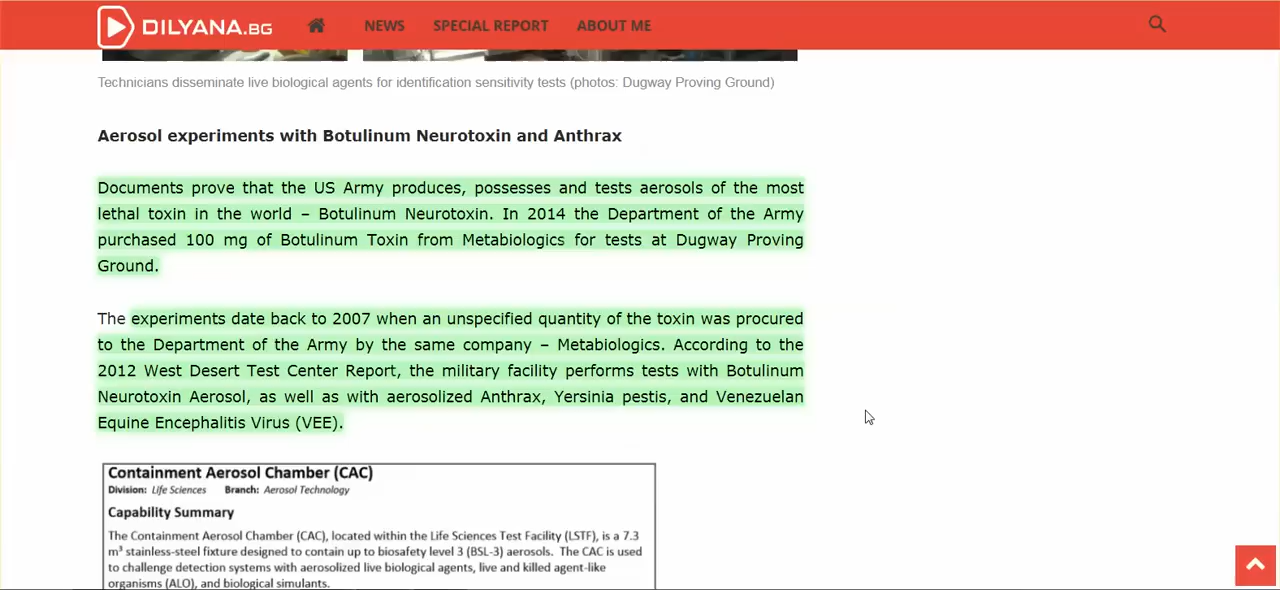 DILYANA.BG
NEWS SPECIAL REPORT ABOUT ME
Technicians disseminate live biological agents for identification sensitivity tests (photos: Dugway Proving Ground)
Aerosol experiments with Botulinum Neurotoxin and Anthrax
Documents prove that the US Army produces, possesses and tests aerosols of the most
lethal toxin in the world – Botulinum Neurotoxin. In 2014 the Department of the Army
purchased 100 mg of Botulinum Toxin from Metabiologics for tests at Dugway Proving
Ground.
The experiments date back to 2007 when an unspecified quantity of the toxin was procured
to the Department of the Army by the same company – Metabiologics. According to the
2012 West Desert Test Center Report, the military facility performs tests with Botulinum
Neurotoxin Aerosol, as well as with aerosolized Anthrax, Yersinia pestis, and Venezuelan
Equine Encephalitis Virus (VEE).
Containment Aerosol Chamber (CAC)
Division: Life Sciences Branch: Aerosol Technology
Capability Summary
The Containment Aerosol Chamber (CAC), located within the Life Sciences Test Facility (LSTF), is a 7.3
m³ stainless-steel fixture designed to contain up to biosafety level 3 (BSL-3) aerosols. The CAC is used
to challenge detection systems with aerosolized live biological agents, live and killed agent-like
organisms (ALO), and biological simulants.